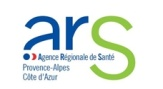 ars
Agence Régionale de Santé
Provence-Alpes
Côte d'Azur